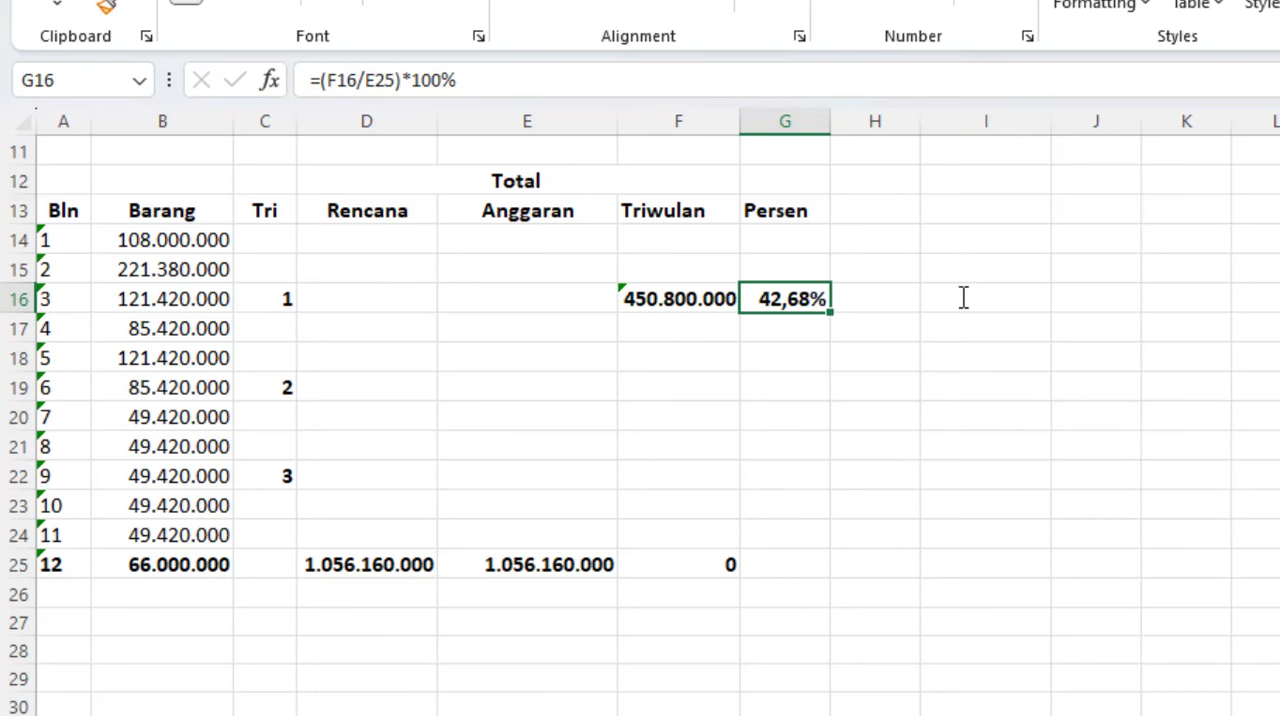 Formatting Table Style
Clipboard Font Alignment Number Styles
G16 fx =(F16/E25)*100%
A B C D E F G H I J K L
11
12 Total
13 Bln Barang Tri Rencana Anggaran Triwulan Persen
14 1 108.000.000
15 2 221.380.000
16 3 121.420.000 1 450.800.000 42,68%
17 4 85.420.000
18 5 121.420.000
19 6 85.420.000 2
20 7 49.420.000
21 8 49.420.000
22 9 49.420.000 3
23 10 49.420.000
24 11 49.420.000
25 12 66.000.000 1.056.160.000 1.056.160.000 0
26
27
28
29
30